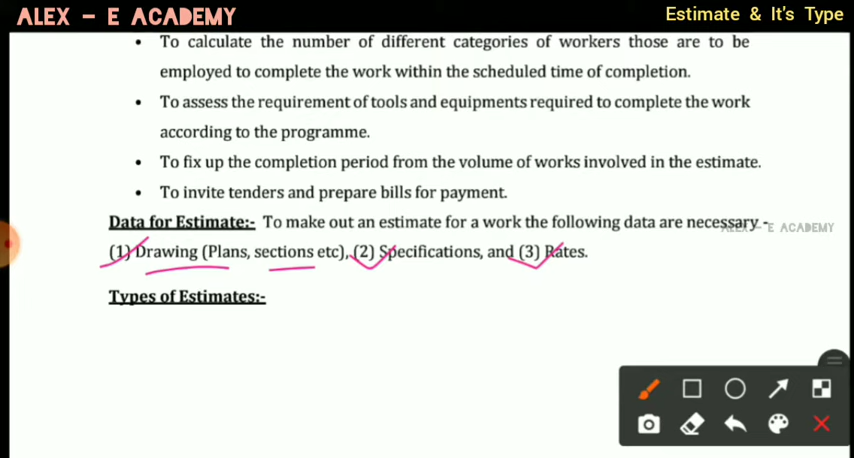 ALEX – E ACADEMY
Estimate & It's Type
• To calculate the number of different categories of workers those are to be
employed to complete the work within the scheduled time of completion.
• To assess the requirement of tools and equipments required to complete the work
according to the programme.
• To fix up the completion period from the volume of works involved in the estimate.
• To invite tenders and prepare bills for payment.
Data for Estimate:- To make out an estimate for a work the following data are necessary -
ALEX - E ACADEMY
(1) Drawing (Plans, sections etc), (2) Specifications, and (3) Rates.
Types of Estimates:-